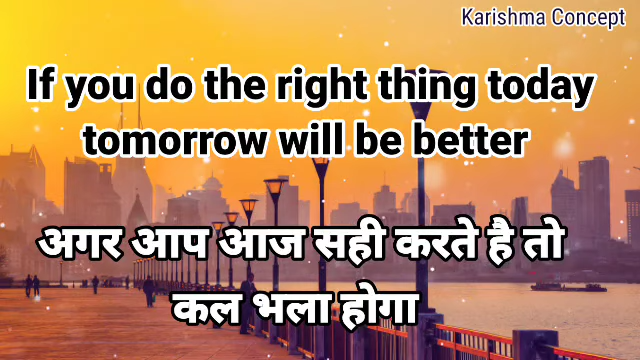 Karishma Concept
If you do the right thing today
tomorrow will be better
अगर आप आज सही करते है तो
कल भला होगा